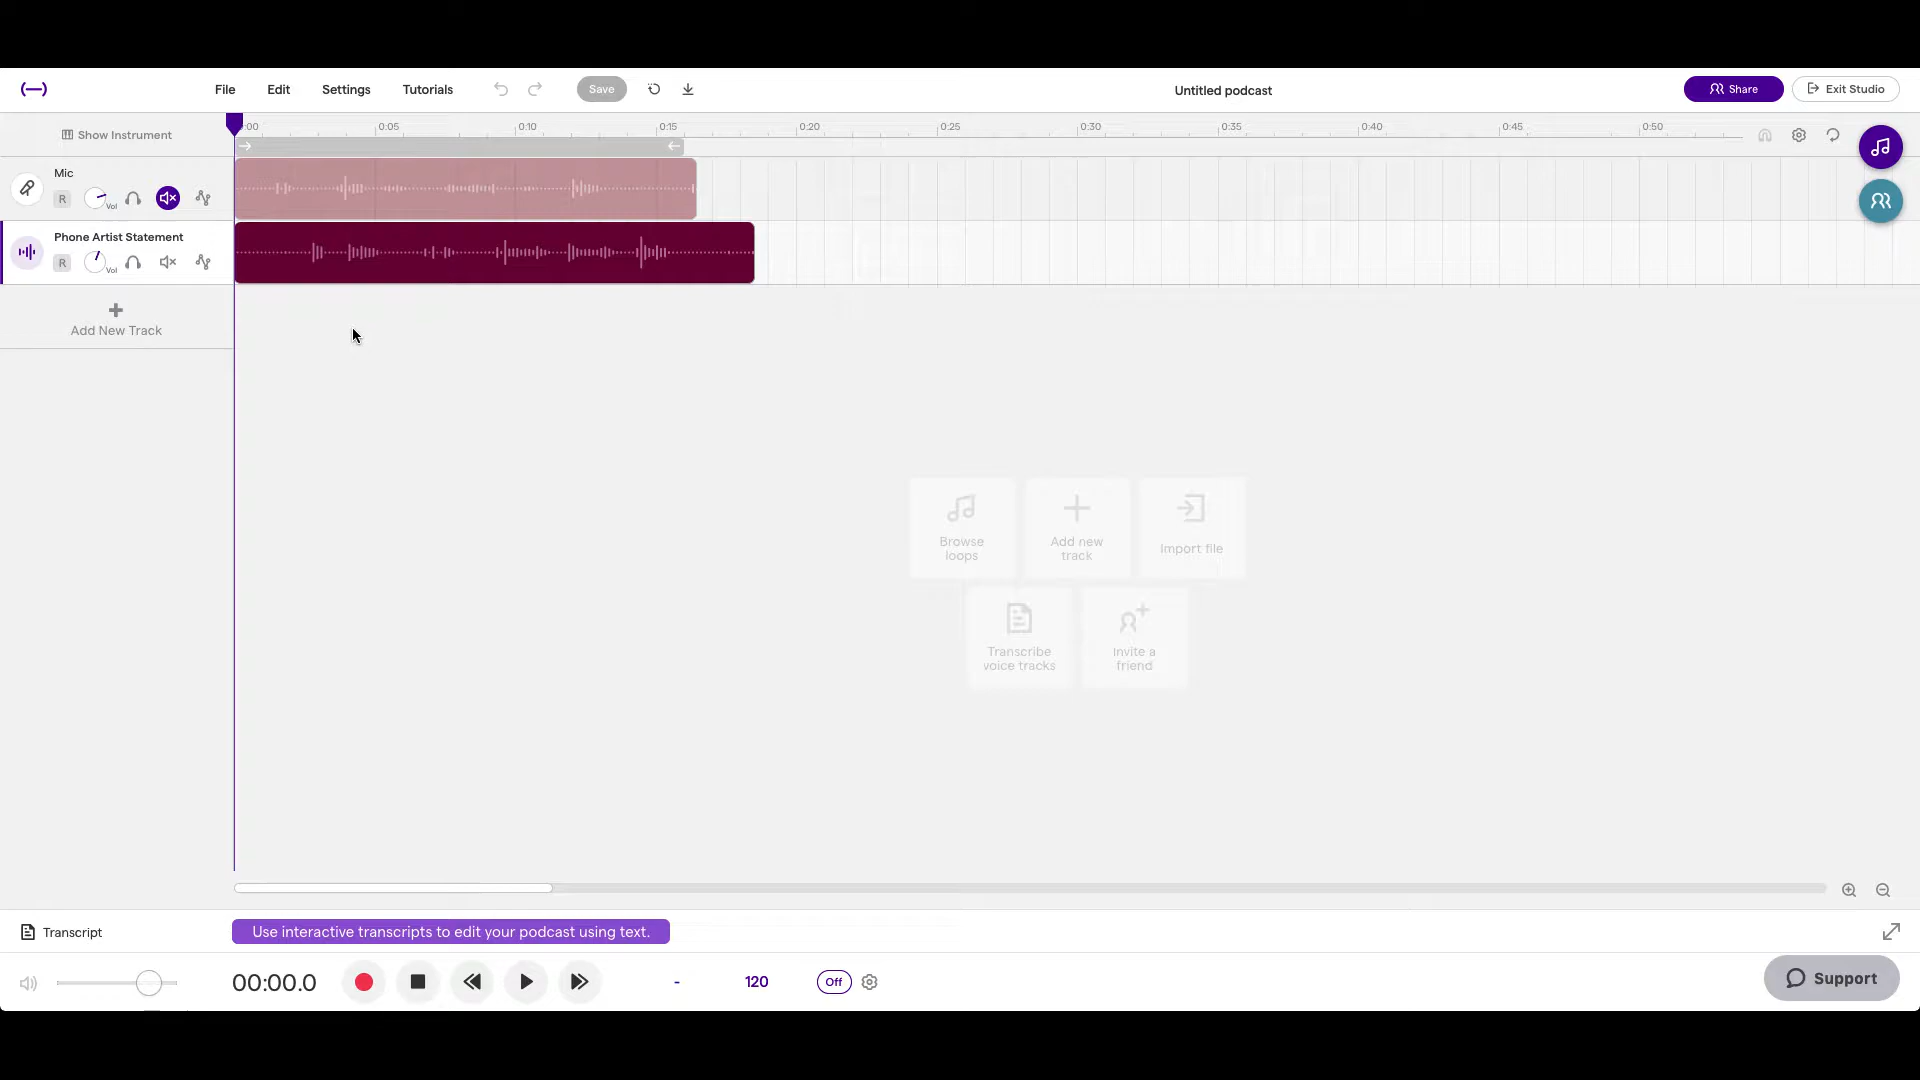 File Edit Settings Tutorials Save Untitled podcast Share Exit Studio
Show Instrument
:00 0:05 0:10 0:15 0:20 0:25 0:30 0:35 0:40 0:45 0:50
Mic
R Vol
Phone Artist Statement
R Vol
Add New Track
Browse
loops
Add new
track
Import file
Transcribe
voice tracks
Invite a
friend
Transcript Use interactive transcripts to edit your podcast using text.
00:00.0 - 120 Off Support